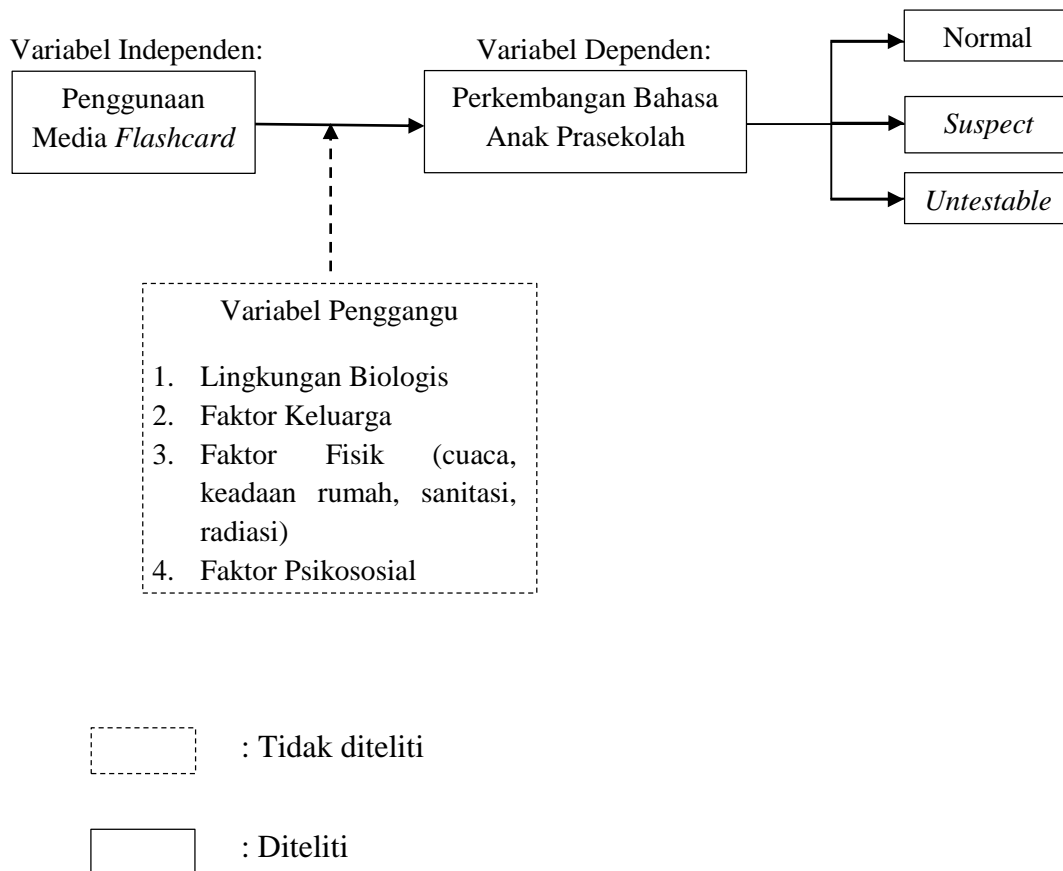 Variabel Independen:
Penggunaan
Media Flashcard
Variabel Dependen:
Perkembangan Bahasa
Anak Prasekolah
Normal
Suspect
Untestable
Variabel Penggangu
1. Lingkungan Biologis
2. Faktor Keluarga
3. Faktor Fisik (cuaca,
keadaan rumah, sanitasi,
radiasi)
4. Faktor Psikososial
: Tidak diteliti
: Diteliti